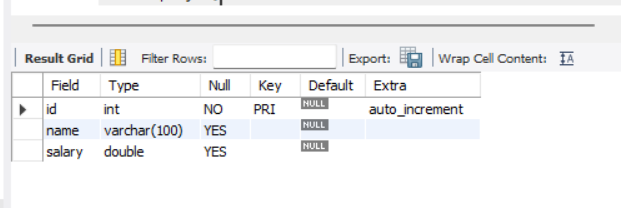 Result Grid Filter Rows: Export: Wrap Cell Content: IA
Field Type Null Key Default Extra
id int NO PRI NULL auto_increment
name varchar(100) YES NULL
salary double YES NULL